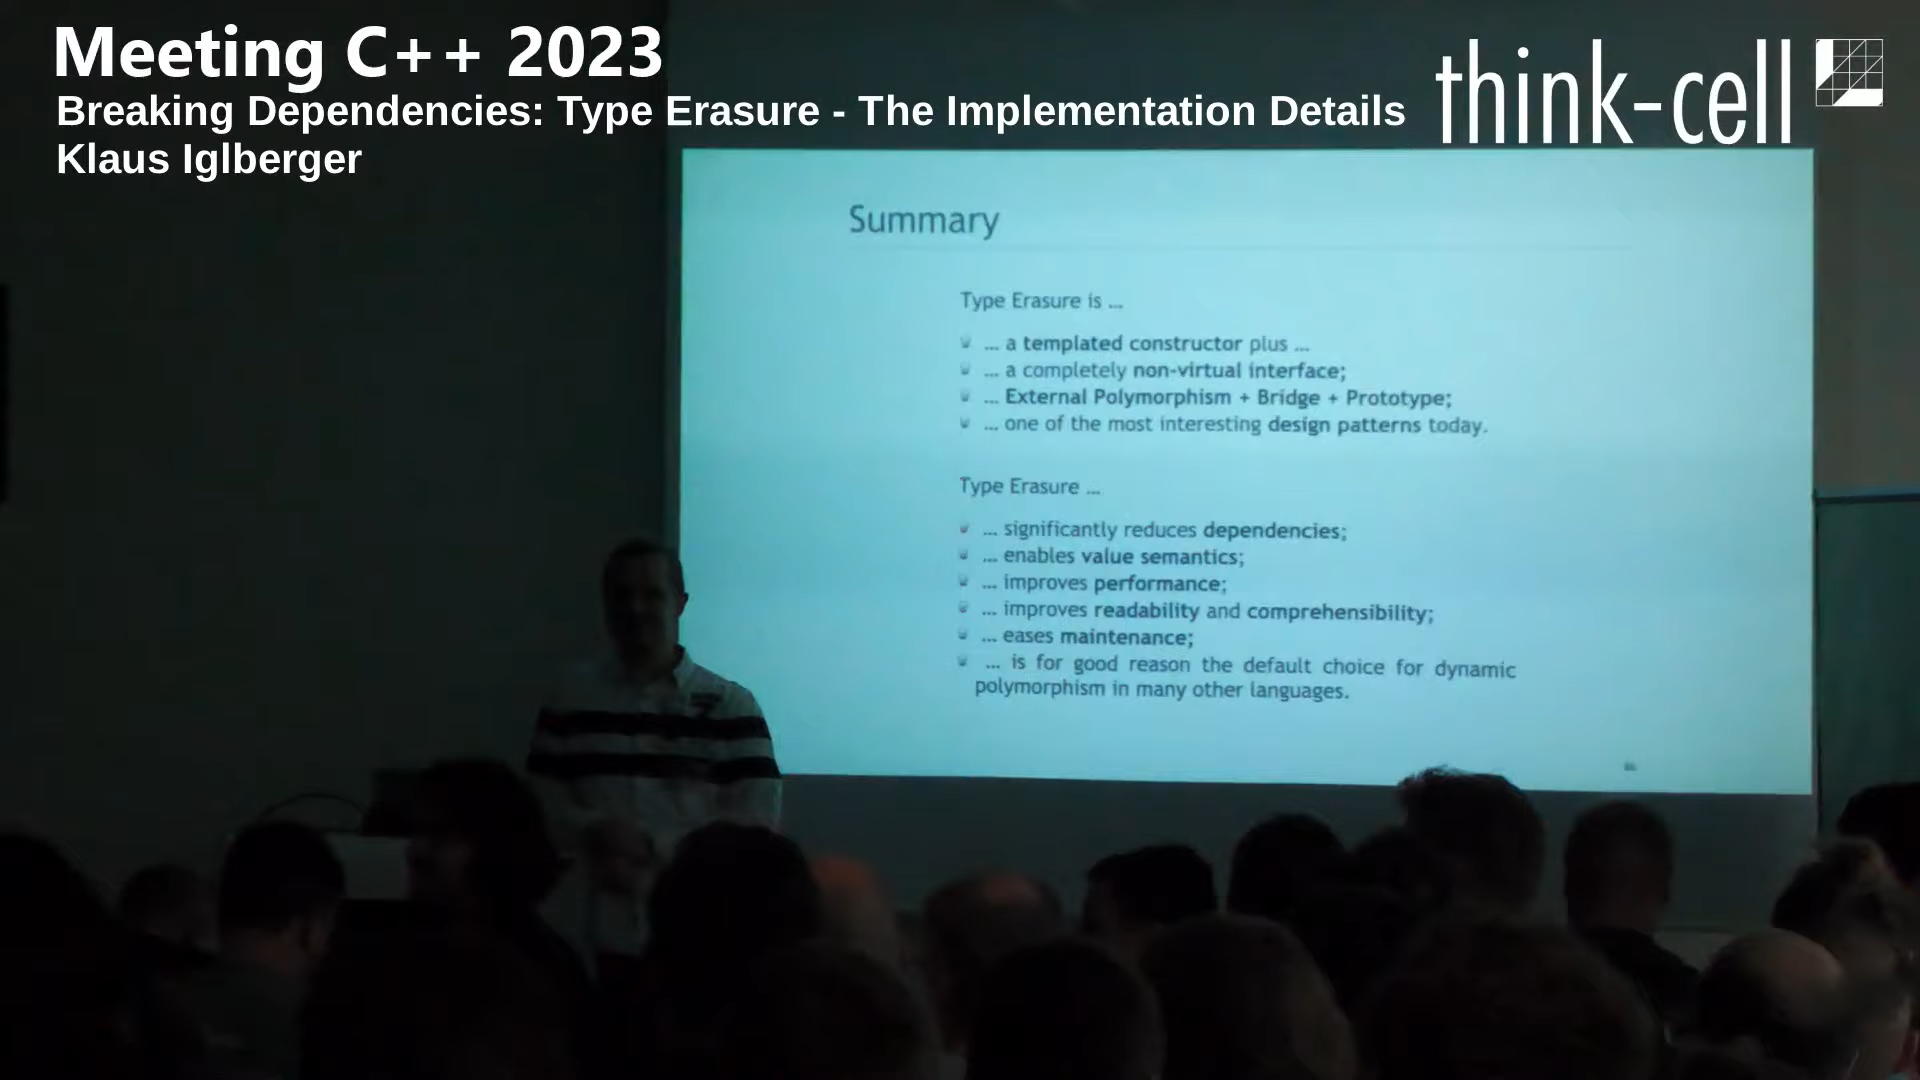 Meeting C++ 2023
Breaking Dependencies: Type Erasure - The Implementation Details
Klaus Iglberger
think-cell
Summary
Type Erasure is ...
... a templated constructor plus ...
... a completely non-virtual interface;
... External Polymorphism + Bridge + Prototype;
... one of the most interesting design patterns today.
Type Erasure ...
... significantly reduces dependencies;
... enables value semantics;
... improves performance;
... improves readability and comprehensibility;
... eases maintenance;
... is for good reason the default choice for dynamic
polymorphism in many other languages.